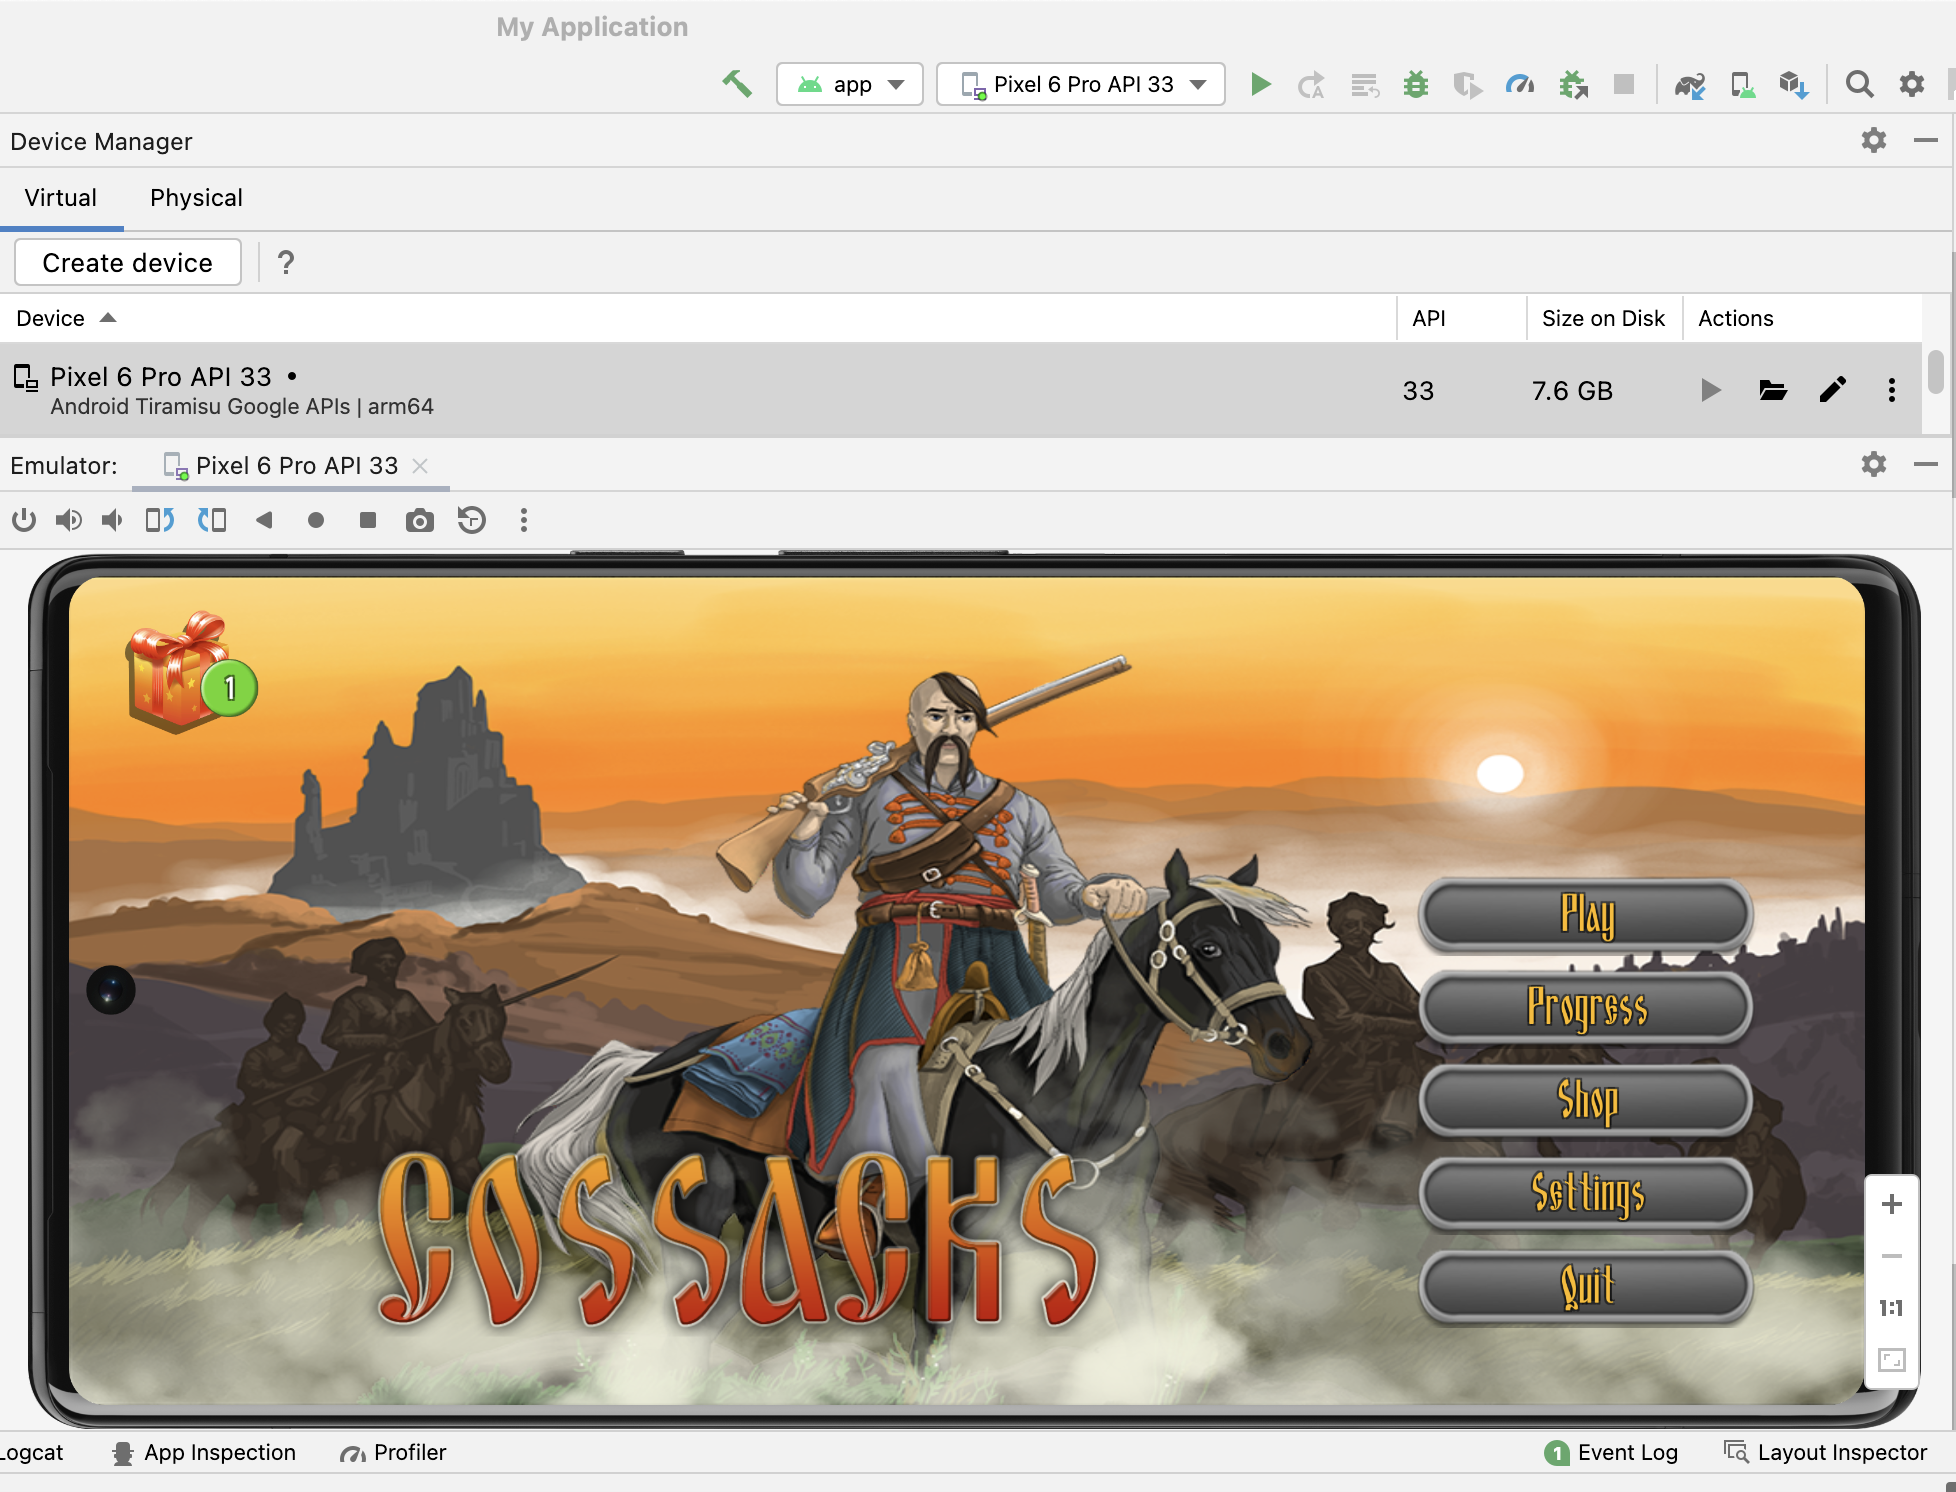 My Application
app
Pixel 6 Pro API 33
Device Manager
Virtual
Physical
Create device
?
Device
API
Size on Disk
Actions
Pixel 6 Pro API 33 •
33
7.6 GB
Android Tiramisu Google APIs | arm64
Emulator:
Pixel 6 Pro API 33
1
Play
Progress
Shop
Settings
Quit
COSSACKS
1:1
Logcat
App Inspection
Profiler
1
Event Log
Layout Inspector